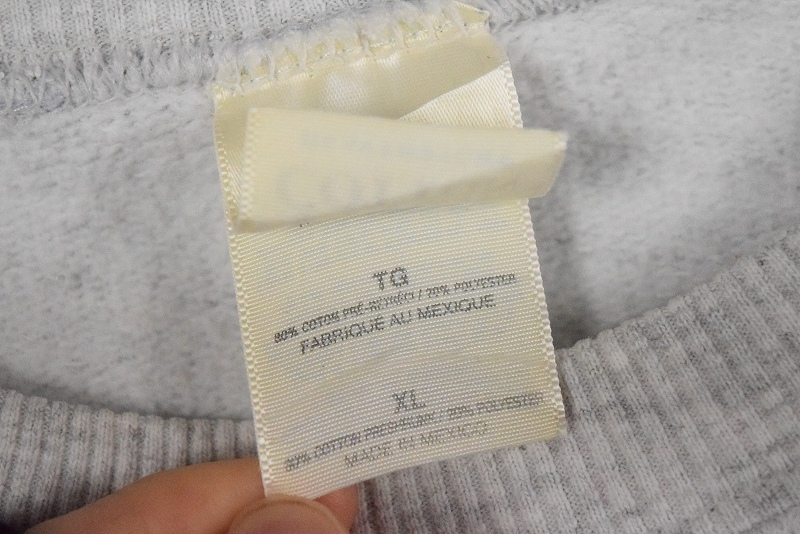 TG
80% COTON PRÉ-RÉTRÉCI / 20% POLYESTER
FABRIQUÉ AU MEXIQUE
XL
80% COTTON PRESHRUNK / 20% POLYESTER
MADE IN MEXICO